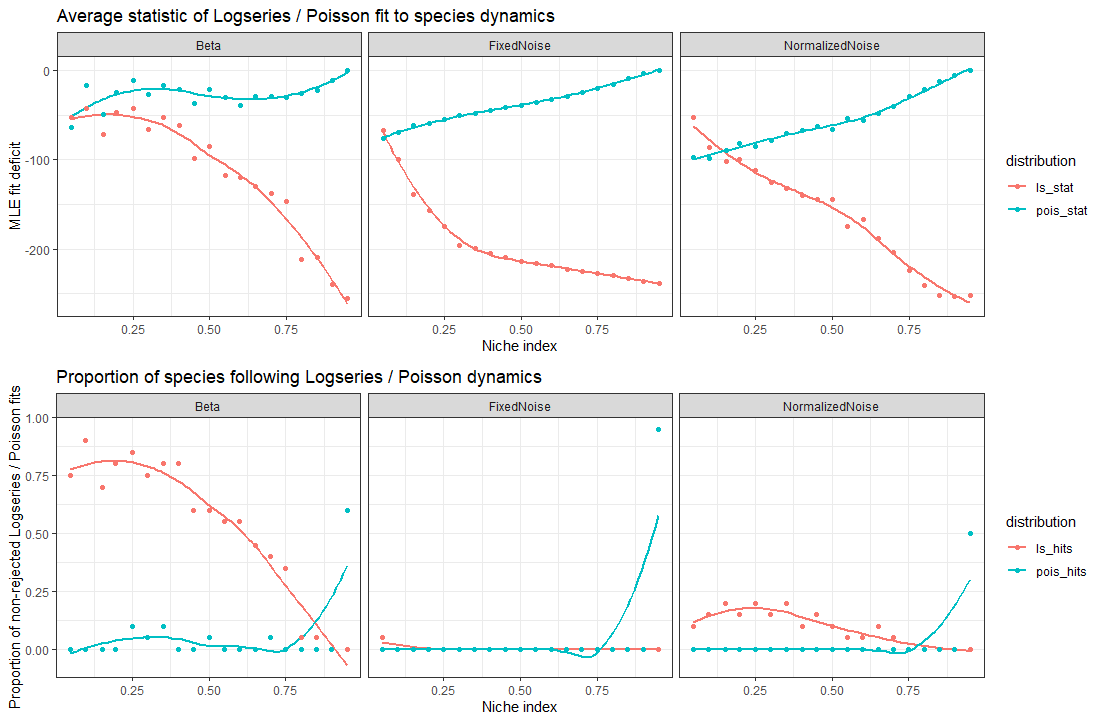 Average statistic of Logseries / Poisson fit to species dynamics
Beta
FixedNoise
NormalizedNoise
MLE fit deficit
0
-100
-200
0.25
0.50
0.75
0.25
0.50
0.75
0.25
0.50
0.75
Niche index
distribution
ls_stat
pois_stat
Proportion of species following Logseries / Poisson dynamics
Beta
FixedNoise
NormalizedNoise
Proportion of non-rejected Logseries / Poisson fits
1.00
0.75
0.50
0.25
0.00
0.25
0.50
0.75
0.25
0.50
0.75
0.25
0.50
0.75
Niche index
distribution
ls_hits
pois_hits